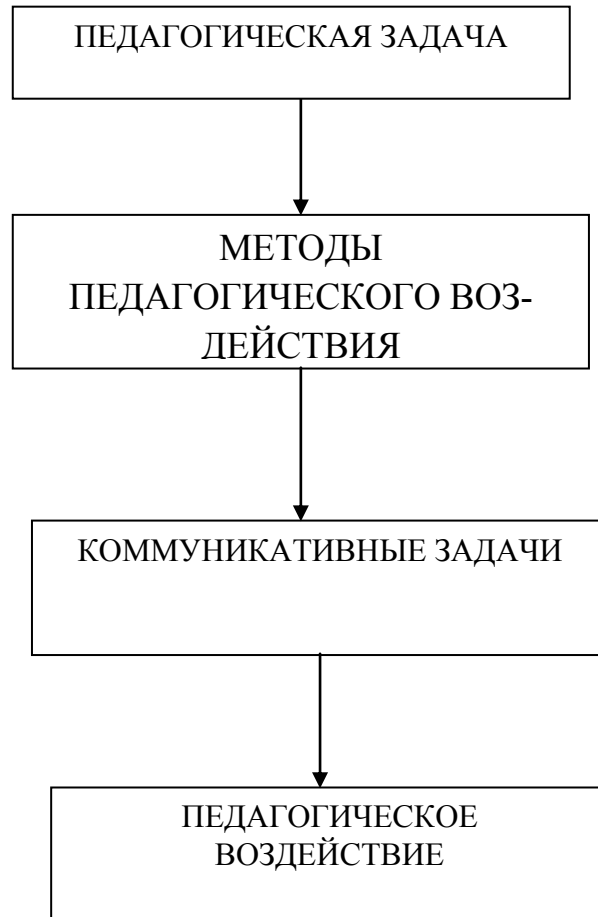 ПЕДАГОГИЧЕСКАЯ ЗАДАЧА
МЕТОДЫ
ПЕДАГОГИЧЕСКОГО ВОЗ-
ДЕЙСТВИЯ
КОММУНИКАТИВНЫЕ ЗАДАЧИ
ПЕДАГОГИЧЕСКОЕ
ВОЗДЕЙСТВИЕ